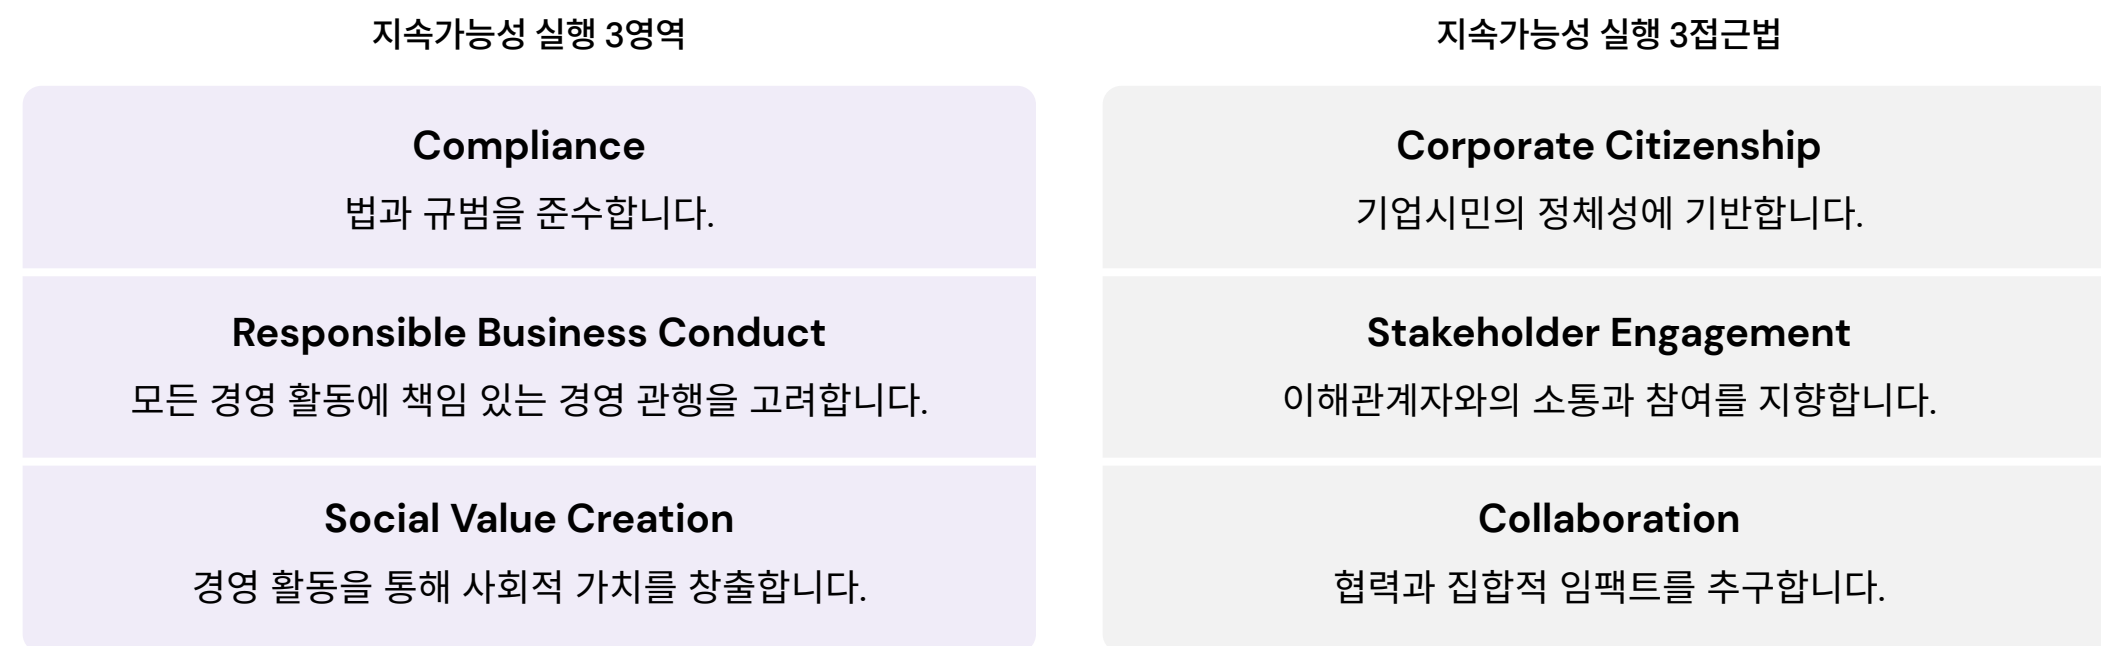 지속가능성 실행 3영역
Compliance
법과 규범을 준수합니다.
Responsible Business Conduct
모든 경영 활동에 책임 있는 경영 관행을 고려합니다.
Social Value Creation
경영 활동을 통해 사회적 가치를 창출합니다.
지속가능성 실행 3접근법
Corporate Citizenship
기업시민의 정체성에 기반합니다.
Stakeholder Engagement
이해관계자와의 소통과 참여를 지향합니다.
Collaboration
협력과 집합적 임팩트를 추구합니다.